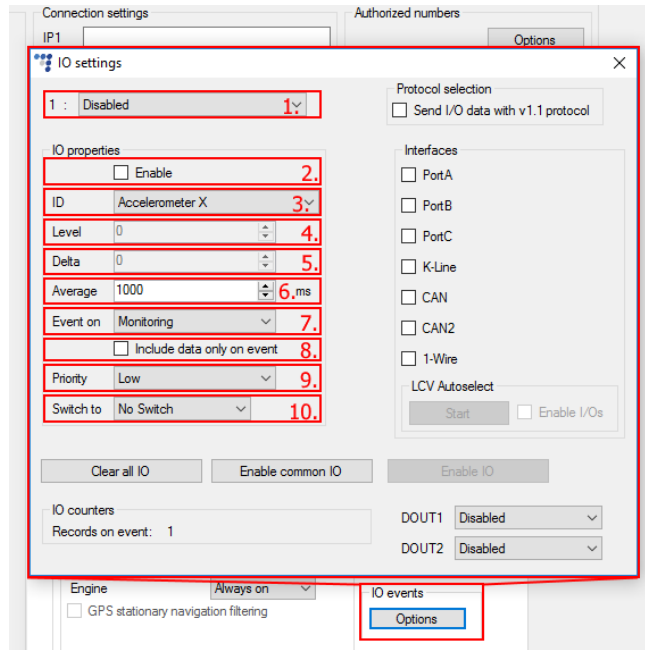 Connection settings
Authorized numbers
IP1
Options
IO settings
1 : Disabled 1.
Protocol selection
Send I/O data with v1.1 protocol
IO properties
Enable 2.
ID Accelerometer X 3.
Level 0 4.
Delta 0 5.
Average 1000 6. ms
Event on Monitoring 7.
Include data only on event 8.
Priority Low 9.
Switch to No Switch 10.
Interfaces
PortA
PortB
PortC
K-Line
CAN
CAN2
1-Wire
LCV Autoselect
Start Enable I/Os
Clear all IO Enable common IO Enable IO
IO counters
Records on event: 1
DOUT1 Disabled
DOUT2 Disabled
Engine Always on
GPS stationary navigation filtering
IO events
Options